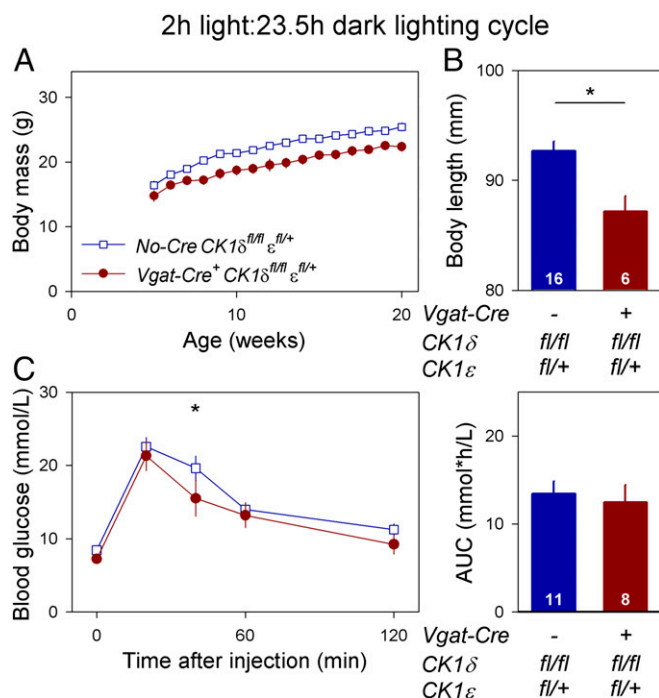 2h light:23.5h dark lighting cycle
A
Body mass (g)
30
20
10
0
No-Cre CK1δfl/fl εfl/+
Vgat-Cre+ CK1δfl/fl εfl/+
0
10
20
Age (weeks)
B
Body length (mm)
100
90
80
*
16
6
Vgat-Cre - +
CK1δ fl/fl fl/fl
CK1ε fl/+ fl/+
C
Blood glucose (mmol/L)
30
20
10
0
*
0
60
120
Time after injection (min)
AUC (mmol*h/L)
20
10
0
11
8
Vgat-Cre - +
CK1δ fl/fl fl/fl
CK1ε fl/+ fl/+